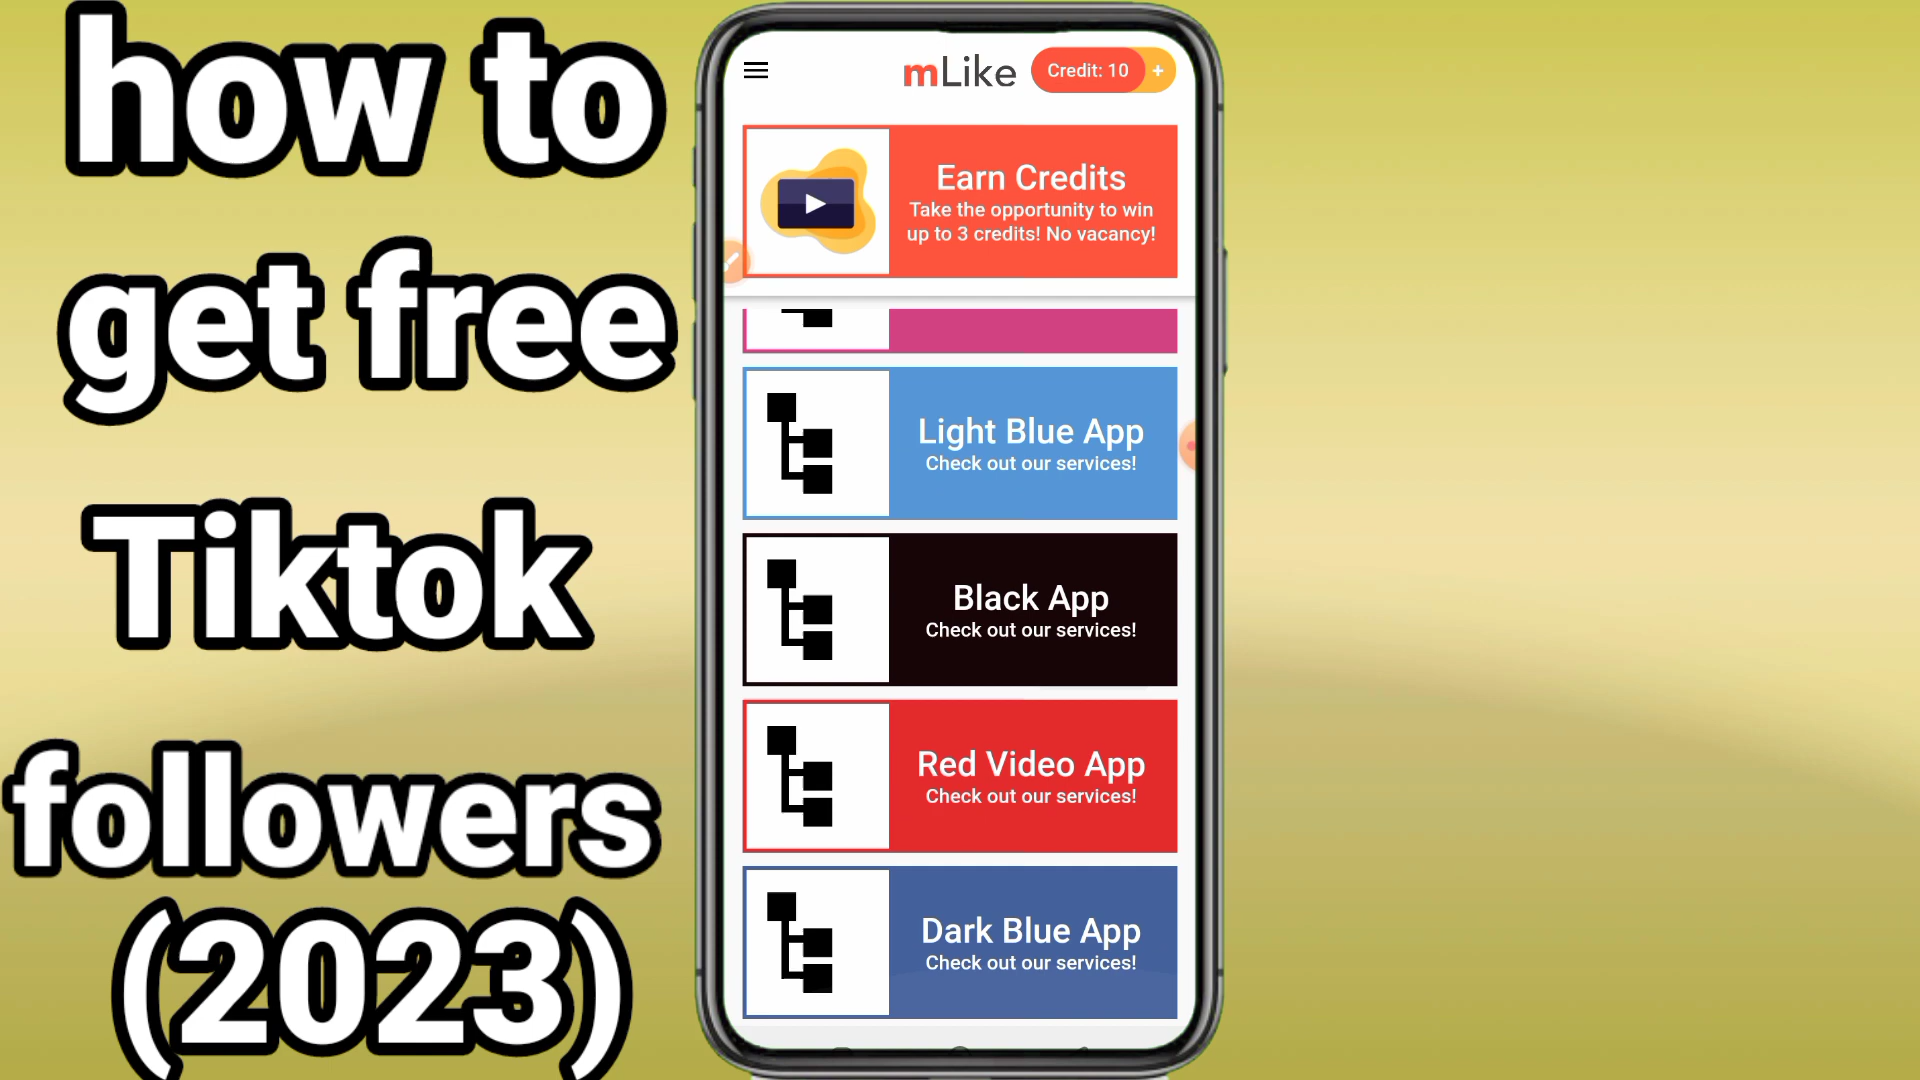 how to
get free
Tiktok
followers
(2023)
mLike
Credit: 10 +
Earn Credits
Take the opportunity to win
up to 3 credits! No vacancy!
Light Blue App
Check out our services!
Black App
Check out our services!
Red Video App
Check out our services!
Dark Blue App
Check out our services!